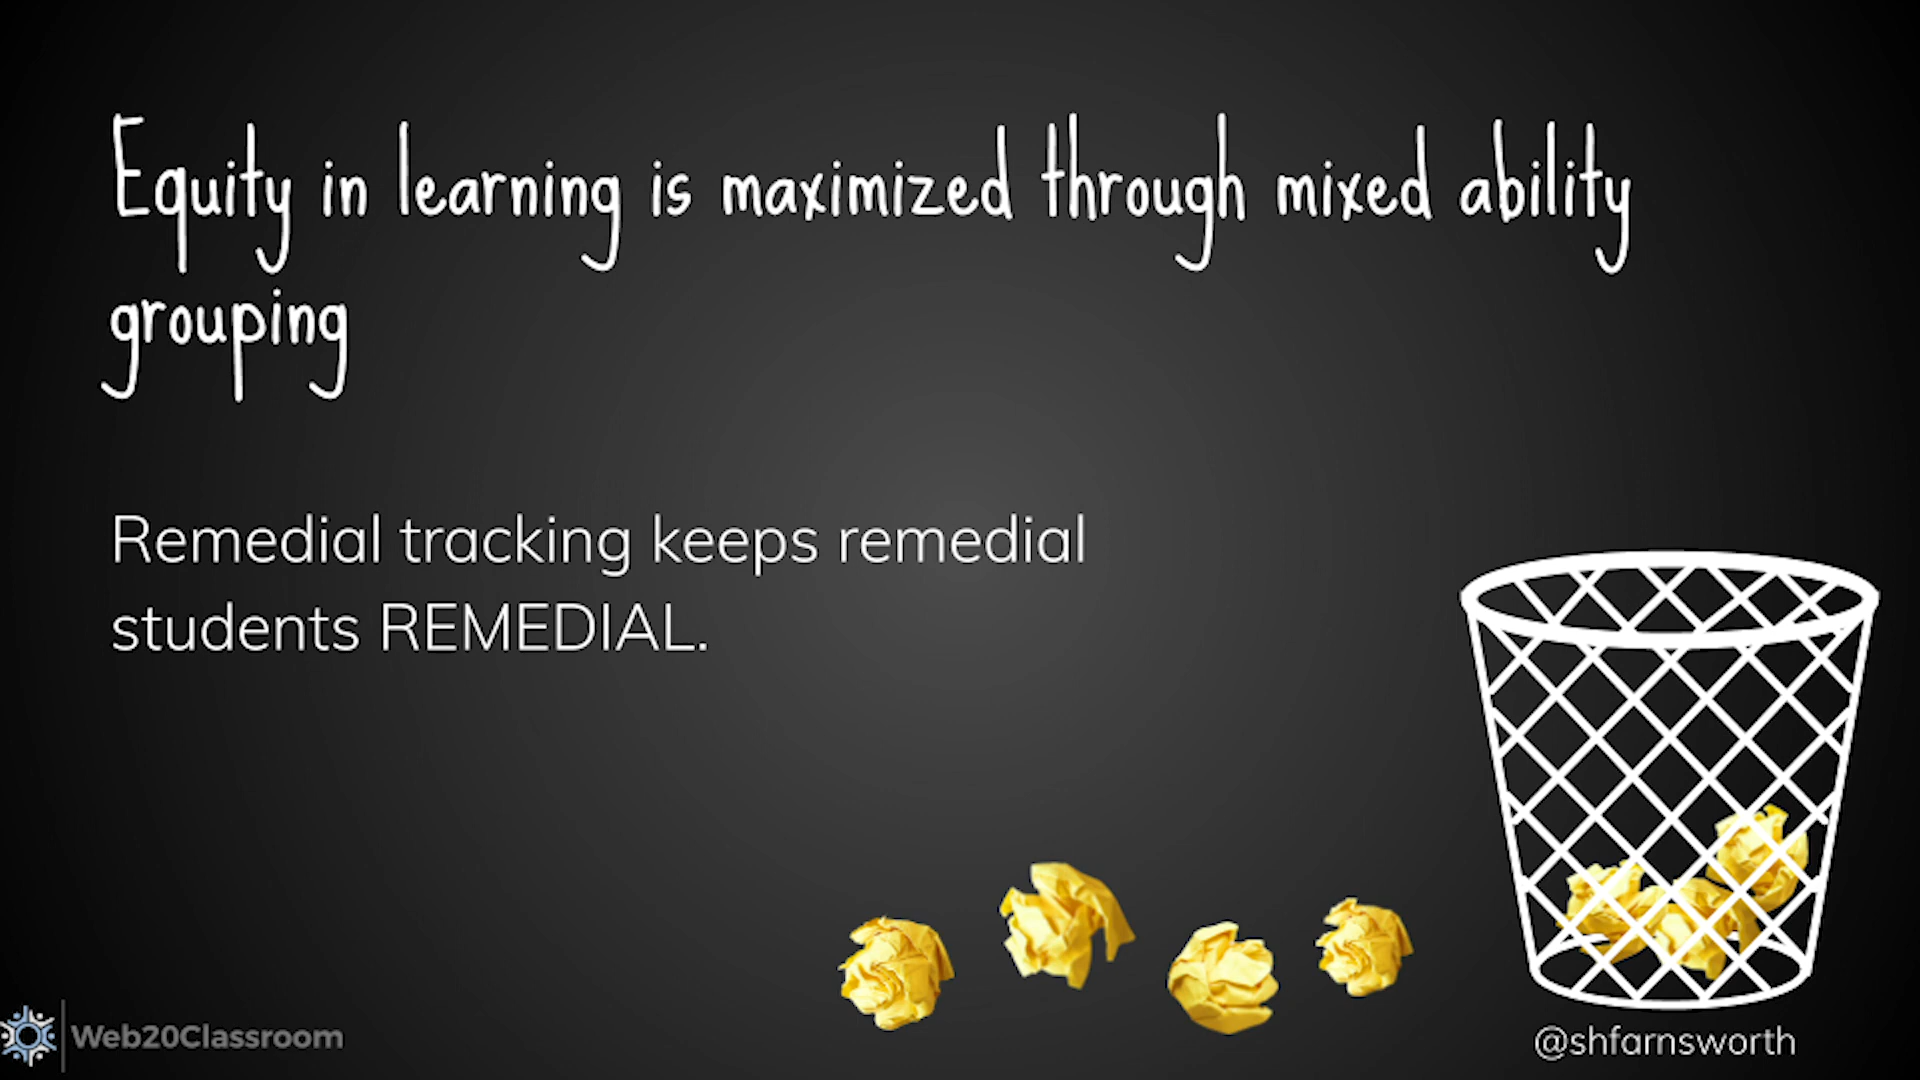 Equity in learning is maximized through mixed ability
grouping
Remedial tracking keeps remedial
students REMEDIAL.
Web20Classroom
@shfarnsworth